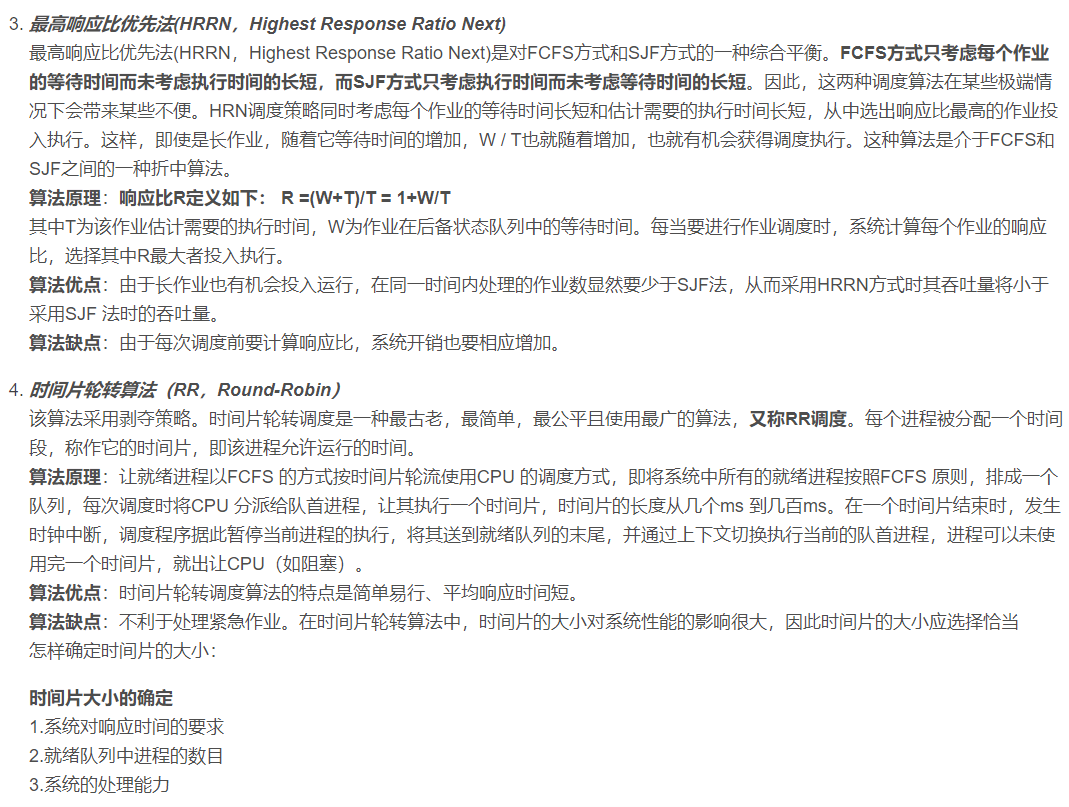 3. 最高响应比优先法(HRRN，Highest Response Ratio Next)
最高响应比优先法(HRRN，Highest Response Ratio Next)是对FCFS方式和SJF方式的一种综合平衡。FCFS方式只考虑每个作业
的等待时间而未考虑执行时间的长短，而SJF方式只考虑执行时间而未考虑等待时间的长短。因此，这两种调度算法在某些极端情
况下会带来某些不便。HRN调度策略同时考虑每个作业的等待时间长短和估计需要的执行时间长短，从中选出响应比最高的作业投
入执行。这样，即使是长作业，随着它等待时间的增加，W / T也就随着增加，也就有机会获得调度执行。这种算法是介于FCFS和
SJF之间的一种折中算法。
算法原理：响应比R定义如下： R =(W+T)/T = 1+W/T
其中T为该作业估计需要的执行时间，W为作业在后备状态队列中的等待时间。每当要进行作业调度时，系统计算每个作业的响应
比，选择其中R最大者投入执行。
算法优点：由于长作业也有机会投入运行，在同一时间内处理的作业数显然要少于SJF法，从而采用HRRN方式时其吞吐量将小于
采用SJF 法时的吞吐量。
算法缺点：由于每次调度前要计算响应比，系统开销也要相应增加。
4. 时间片轮转算法（RR，Round-Robin）
该算法采用剥夺策略。时间片轮转调度是一种最古老，最简单，最公平且使用最广的算法，又称RR调度。每个进程被分配一个时间
段，称作它的时间片，即该进程允许运行的时间。
算法原理：让就绪进程以FCFS 的方式按时间片轮流使用CPU 的调度方式，即将系统中所有的就绪进程按照FCFS 原则，排成一个
队列，每次调度时将CPU 分派给队首进程，让其执行一个时间片，时间片的长度从几个ms 到几百ms。在一个时间片结束时，发生
时钟中断，调度程序据此暂停当前进程的执行，将其送到就绪队列的末尾，并通过上下文切换执行当前的队首进程，进程可以未使
用完一个时间片，就出让CPU（如阻塞）。
算法优点：时间片轮转调度算法的特点是简单易行、平均响应时间短。
算法缺点：不利于处理紧急作业。在时间片轮转算法中，时间片的大小对系统性能的影响很大，因此时间片的大小应选择恰当
怎样确定时间片的大小：
时间片大小的确定
1.系统对响应时间的要求
2.就绪队列中进程的数目
3.系统的处理能力